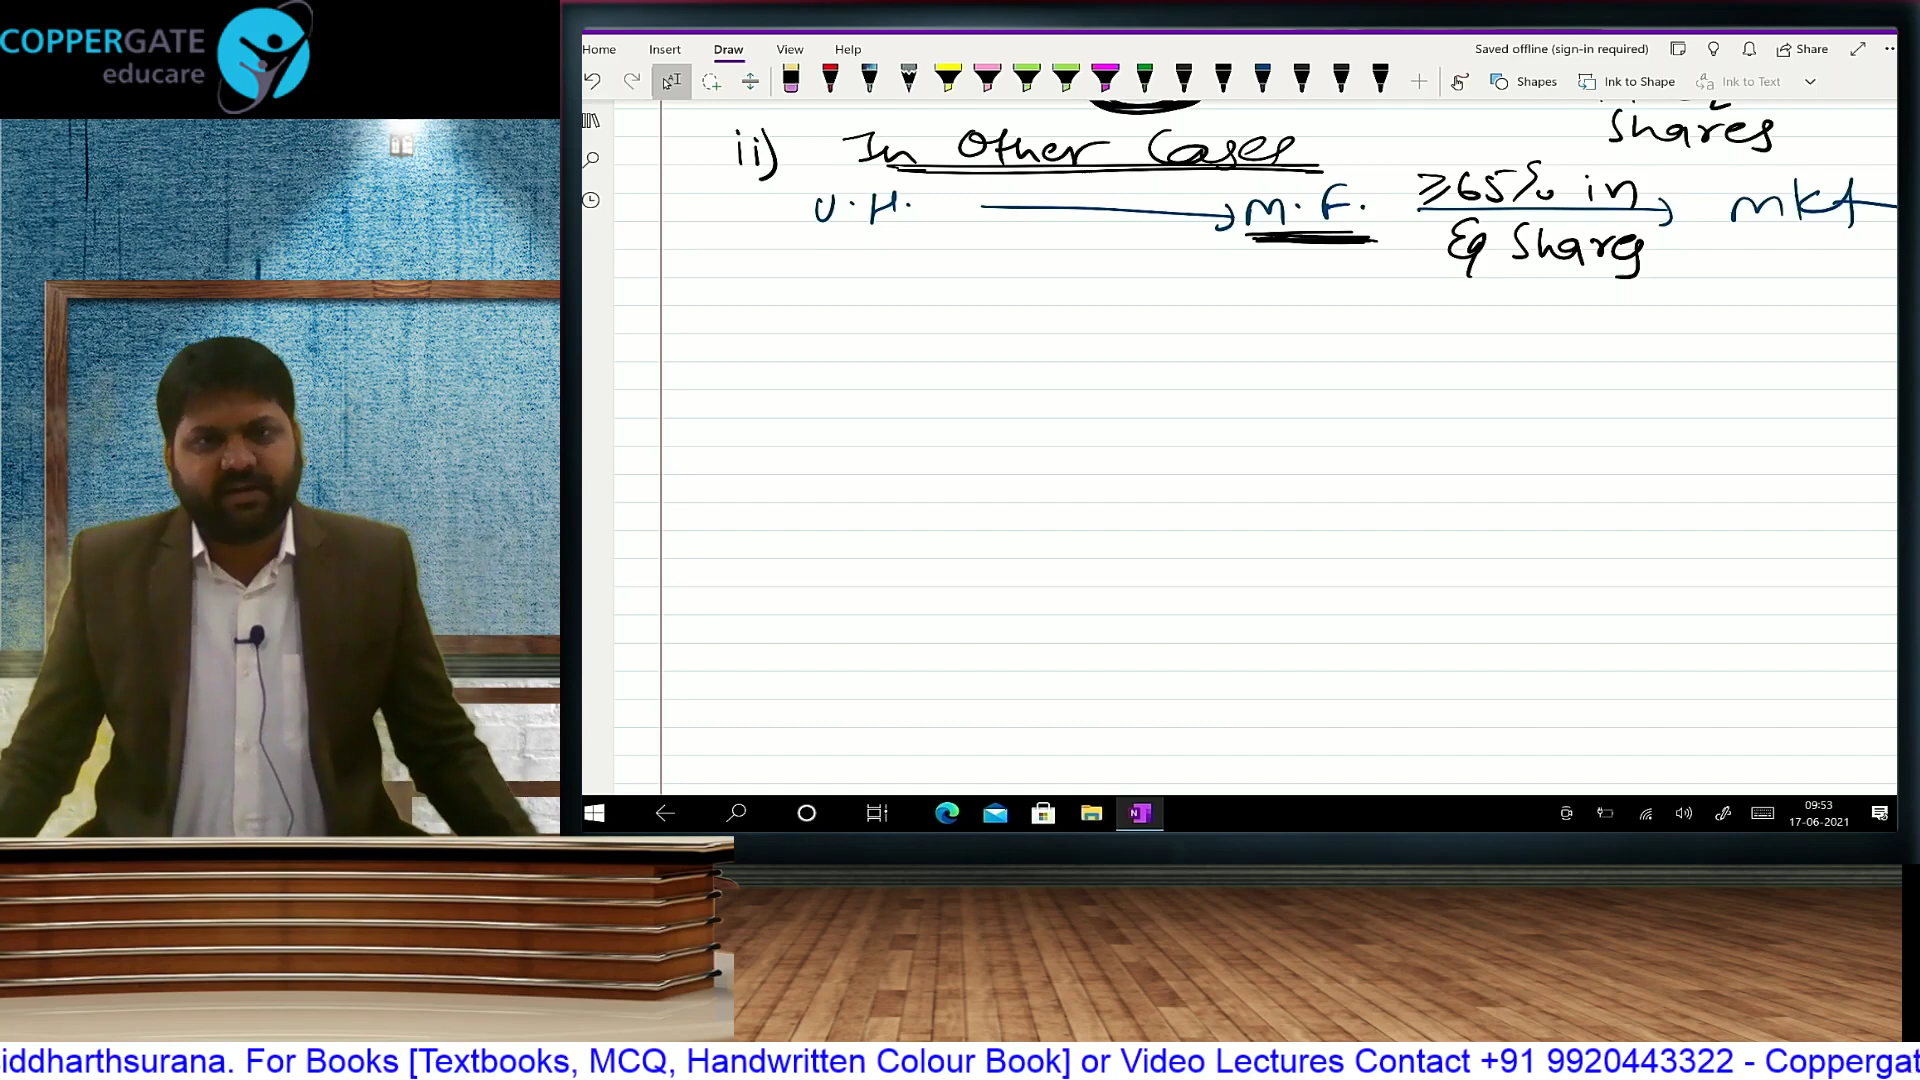 COPPERGATE
educare
Home Insert Draw View Help
Saved offline (sign-in required) Share
Shapes Ink to Shape Ink to Text
Shares
ii) In Other Cases
U.H. M.F. ≥65% in mkt
Eq Shares
09:53
17-06-2021
iddharthsurana. For Books [Textbooks, MCQ, Handwritten Colour Book] or Video Lectures Contact +91 9920443322 - Coppergat